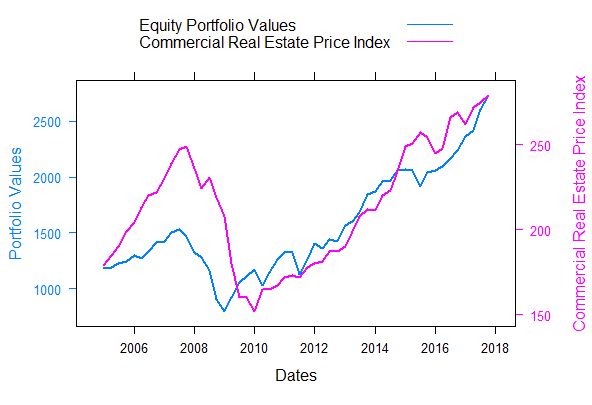 Equity Portfolio Values
Commercial Real Estate Price Index
Portfolio Values
2500
2000
1500
1000
250
200
150
Commercial Real Estate Price Index
2006 2008 2010 2012 2014 2016 2018
Dates